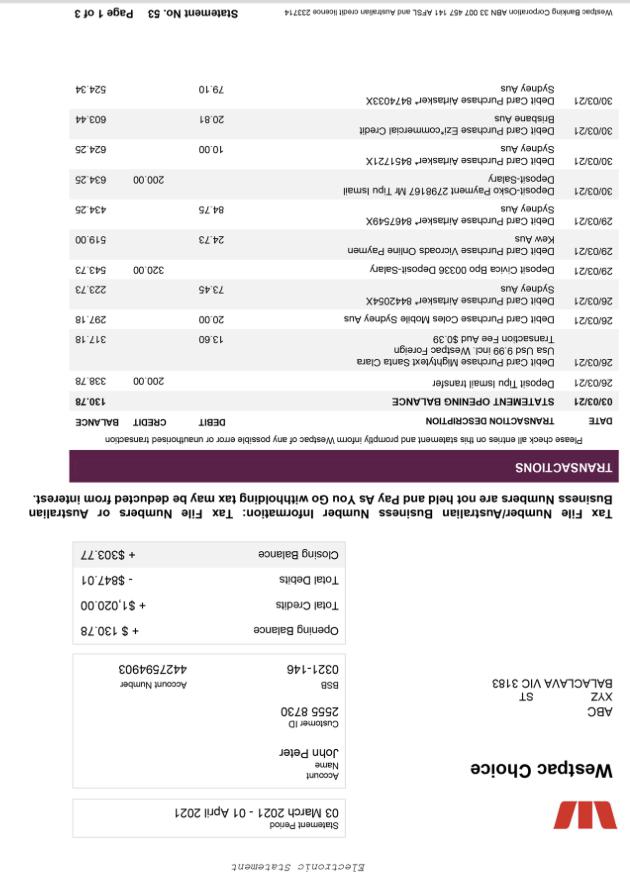 Electronic Statement
Westpac Choice
ABC
XYZ ST
BALACLAVA VIC 3183
Statement Period
03 March 2021 - 01 April 2021
Account
Name
John Peter
Customer ID
2555 8730
BSB Account Number
0321-146 4427594903
Opening Balance + $ 130.78
Total Credits + $1,020.00
Total Debits - $847.01
Closing Balance + $303.77
Tax File Number/Australian Business Number Information: Tax File Numbers or Australian
Business Numbers are not held and Pay As You Go withholding tax may be deducted from interest.
TRANSACTIONS
Please check all entries on this statement and promptly inform Westpac of any possible error or unauthorised transaction
DATE TRANSACTION DESCRIPTION DEBIT CREDIT BALANCE
03/03/21 STATEMENT OPENING BALANCE 130.78
26/03/21 Deposit Tipu Ismail transfer 200.00 338.78
26/03/21 Debit Card Purchase Mightytext Santa Clara
Usa Usd 9.99 incl. Westpac Foreign
Transaction Fee Aud $0.39 13.60 317.18
26/03/21 Debit Card Purchase Coles Mobile Sydney Aus 20.00 297.18
26/03/21 Debit Card Purchase Airtasker* 8442054X
Sydney Aus 73.45 223.73
29/03/21 Deposit Civica Bpo 00336 Deposit-Salary 320.00 543.73
29/03/21 Debit Card Purchase Vicroads Online Paymen
Kew Aus 24.73 519.00
29/03/21 Debit Card Purchase Airtasker* 8467549X
Sydney Aus 84.75 434.25
30/03/21 Deposit-Osko Payment 2798167 Mr Tipu Ismail
Deposit-Salary 200.00 634.25
30/03/21 Debit Card Purchase Airtasker* 8451721X
Sydney Aus 10.00 624.25
30/03/21 Debit Card Purchase Ezi*commercial Credit
Brisbane Aus 20.81 603.44
30/03/21 Debit Card Purchase Airtasker* 8474033X
Sydney Aus 79.10 524.34
Westpac Banking Corporation ABN 33 007 457 141 AFSL and Australian credit licence 233714 Statement No. 53 Page 1 of 3